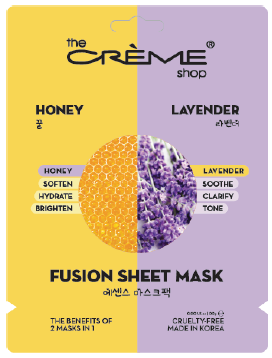 the
CRÈME®
shop
HONEY
꿀
LAVENDER
라벤더
HONEY
SOFTEN
HYDRATE
BRIGHTEN
LAVENDER
SOOTHE
CLARIFY
TONE
FUSION SHEET MASK
에센스 마스크팩
THE BENEFITS OF
2 MASKS IN 1
CRUELTY-FREE
MADE IN KOREA